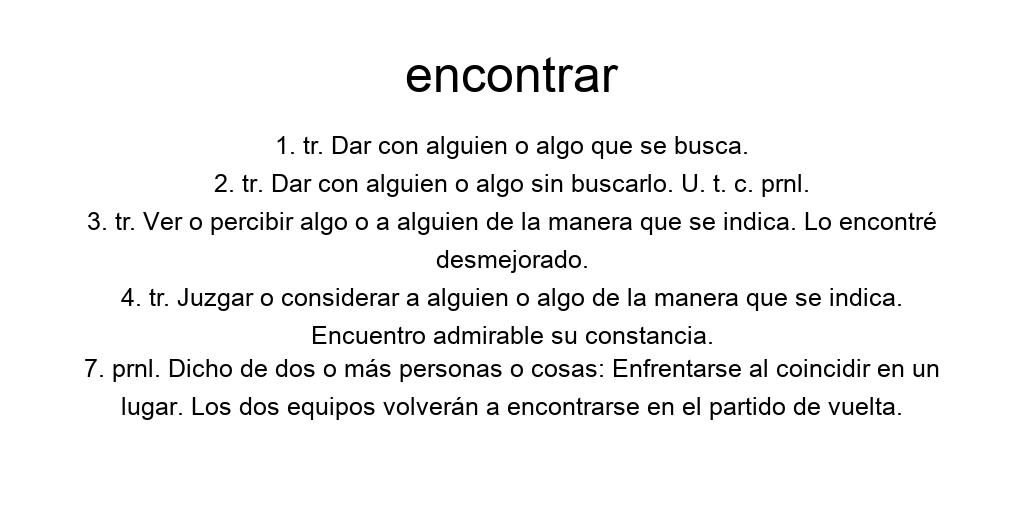 encontrar
1. tr. Dar con alguien o algo que se busca.
2. tr. Dar con alguien o algo sin buscarlo. U. t. c. prnl.
3. tr. Ver o percibir algo o a alguien de la manera que se indica. Lo encontré
desmejorado.
4. tr. Juzgar o considerar a alguien o algo de la manera que se indica.
Encuentro admirable su constancia.
7. prnl. Dicho de dos o más personas o cosas: Enfrentarse al coincidir en un
lugar. Los dos equipos volverán a encontrarse en el partido de vuelta.